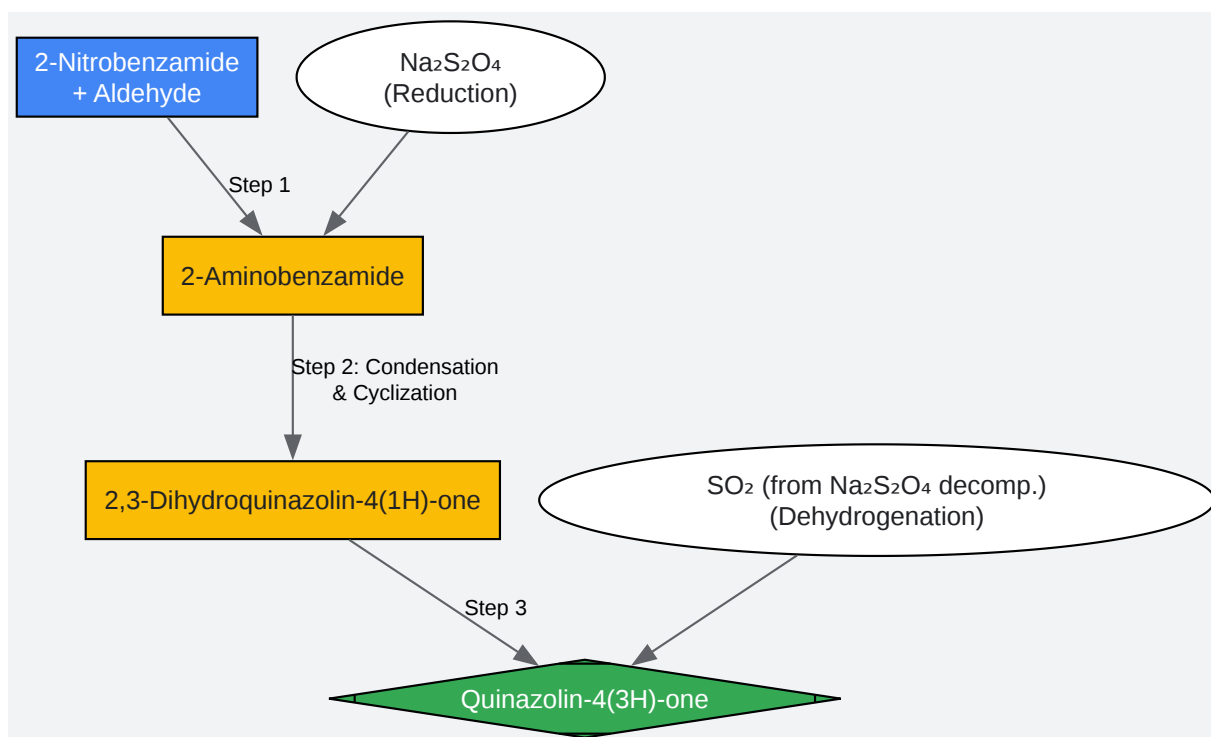 2-Nitrobenzamide
+ Aldehyde
Na₂S₂O₄
(Reduction)
Step 1
2-Aminobenzamide
Step 2: Condensation
& Cyclization
2,3-Dihydroquinazolin-4(1H)-one
SO₂ (from Na₂S₂O₄ decomp.)
(Dehydrogenation)
Step 3
Quinazolin-4(3H)-one